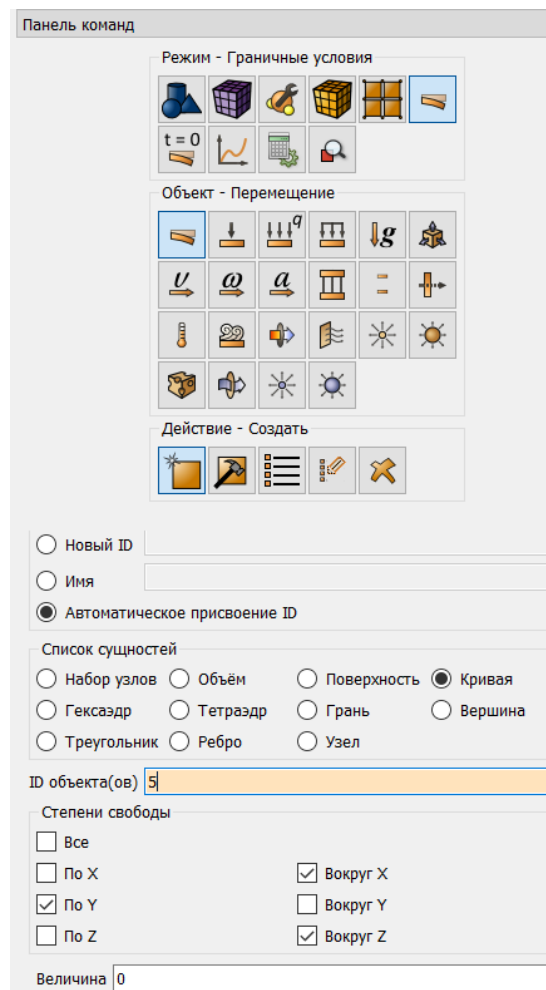 Панель команд
Режим - Граничные условия
t = 0
Объект - Перемещение
q
g
υ ω a
Действие - Создать
Новый ID
Имя
Автоматическое присвоение ID
Список сущностей
Набор узлов Объём Поверхность Кривая
Гексаэдр Тетраэдр Грань Вершина
Треугольник Ребро Узел
ID объекта(ов) 5
Степени свободы
Все
По X Вокруг X
По Y Вокруг Y
По Z Вокруг Z
Величина 0